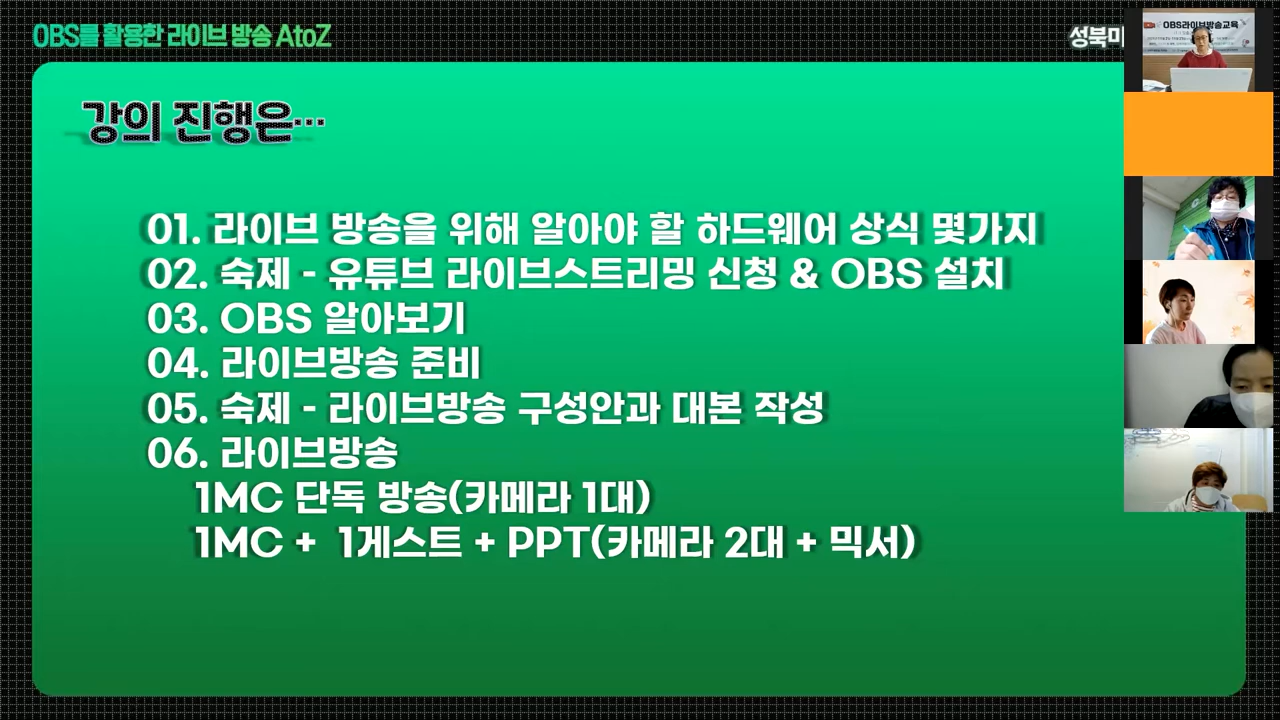 OBS를 활용한 라이브 방송 AtoZ
성북미
OBS라이브방송교육
강의 진행은...
01. 라이브 방송을 위해 알아야 할 하드웨어 상식 몇가지
02. 숙제 - 유튜브 라이브스트리밍 신청 & OBS 설치
03. OBS 알아보기
04. 라이브방송 준비
05. 숙제 - 라이브방송 구성안과 대본 작성
06. 라이브방송
1MC 단독 방송(카메라 1대)
1MC + 1게스트 + PPT(카메라 2대 + 믹서)